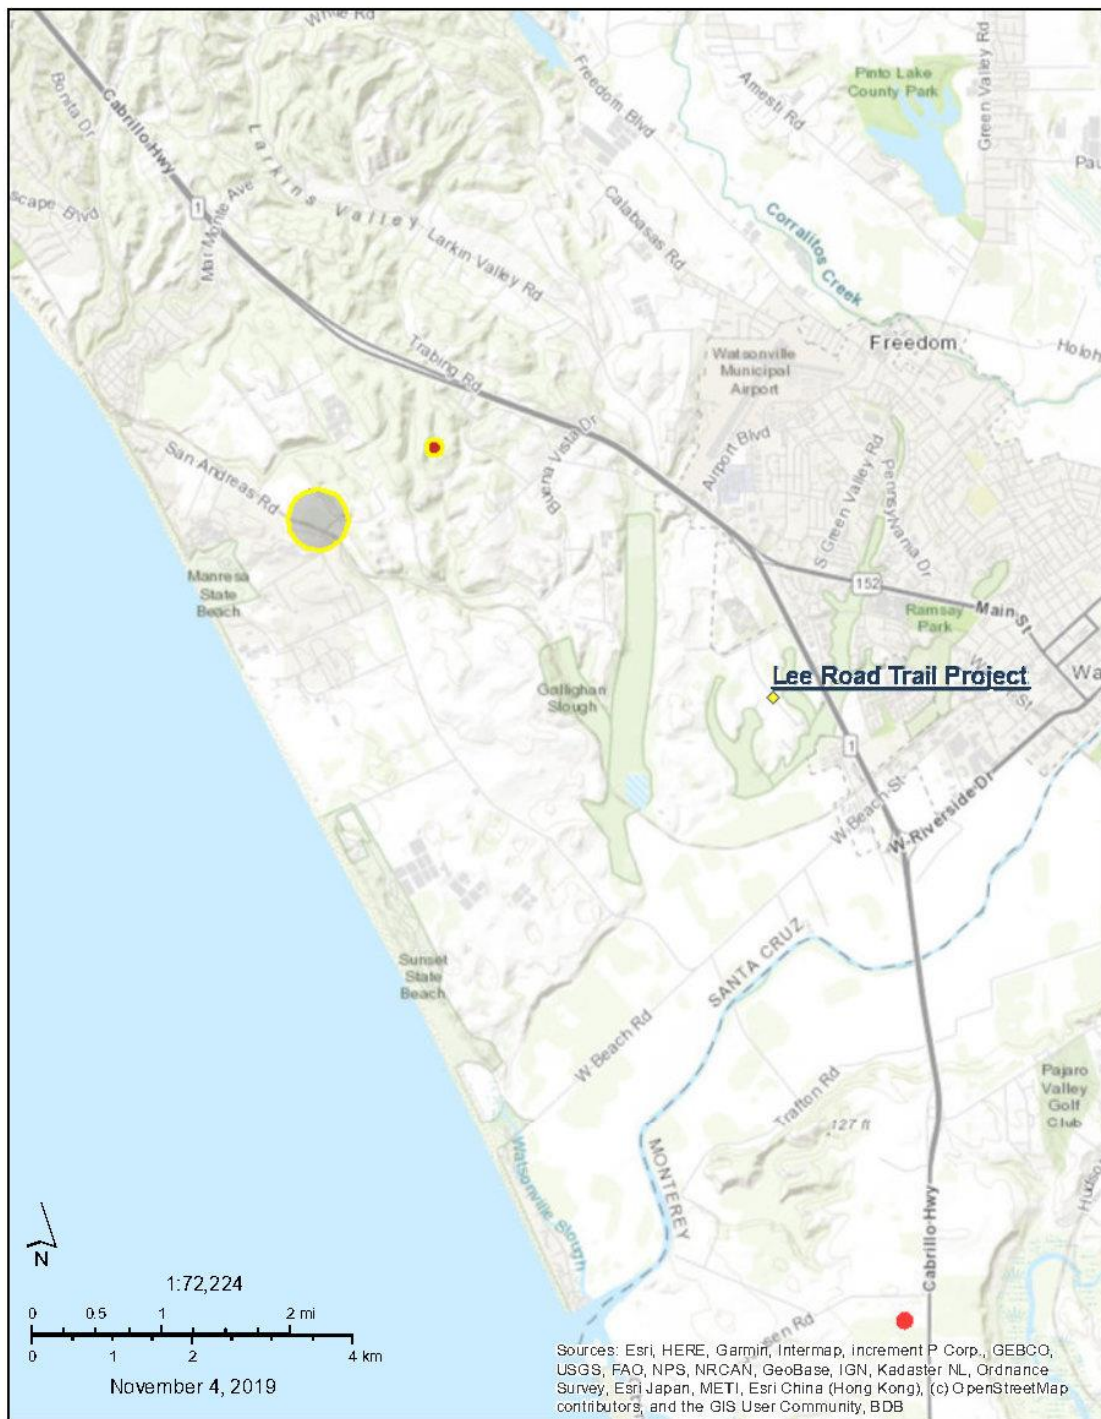 White Rd
Bonita Dr
Cabrillo Hwy
Freedom Blvd
Amesti Rd
Pinto Lake
County Park
Green Valley Rd
scape Blvd
1
Mar Monte Ave
Larkins Valley
Larkin Valley Rd
Calabasas Rd
Corralitos
Creek
Freedom
Holoh
Trabing Rd
Watsonville
Municipal
Airport
Airport Blvd
Buena Vista Dr
San Andreas Rd
S Green Valley Rd
Pennsylvania Dr
Manresa
State
Beach
152
Ramsay
Park
Main St
Lee Road Trail Project
Wa
Gallighan
Slough
1
W Beach St
W Riverside Dr
Sunset
State
Beach
SANTA CRUZ
W Beach Rd
Trafton Rd
Pajaro
Valley
Golf
Club
127 ft
MONTEREY
Watsonville Slough
Cabrillo Hwy
N
1:72,224
0 0.5 1 2 mi
0 1 2 4 km
November 4, 2019
sen Rd
Sources: Esri, HERE, Garmin, Intermap, increment P Corp., GEBCO,
USGS, FAO, NPS, NRCAN, GeoBase, IGN, Kadaster NL, Ordnance
Survey, Esri Japan, METI, Esri China (Hong Kong), (c) OpenStreetMap
contributors, and the GIS User Community, BDB